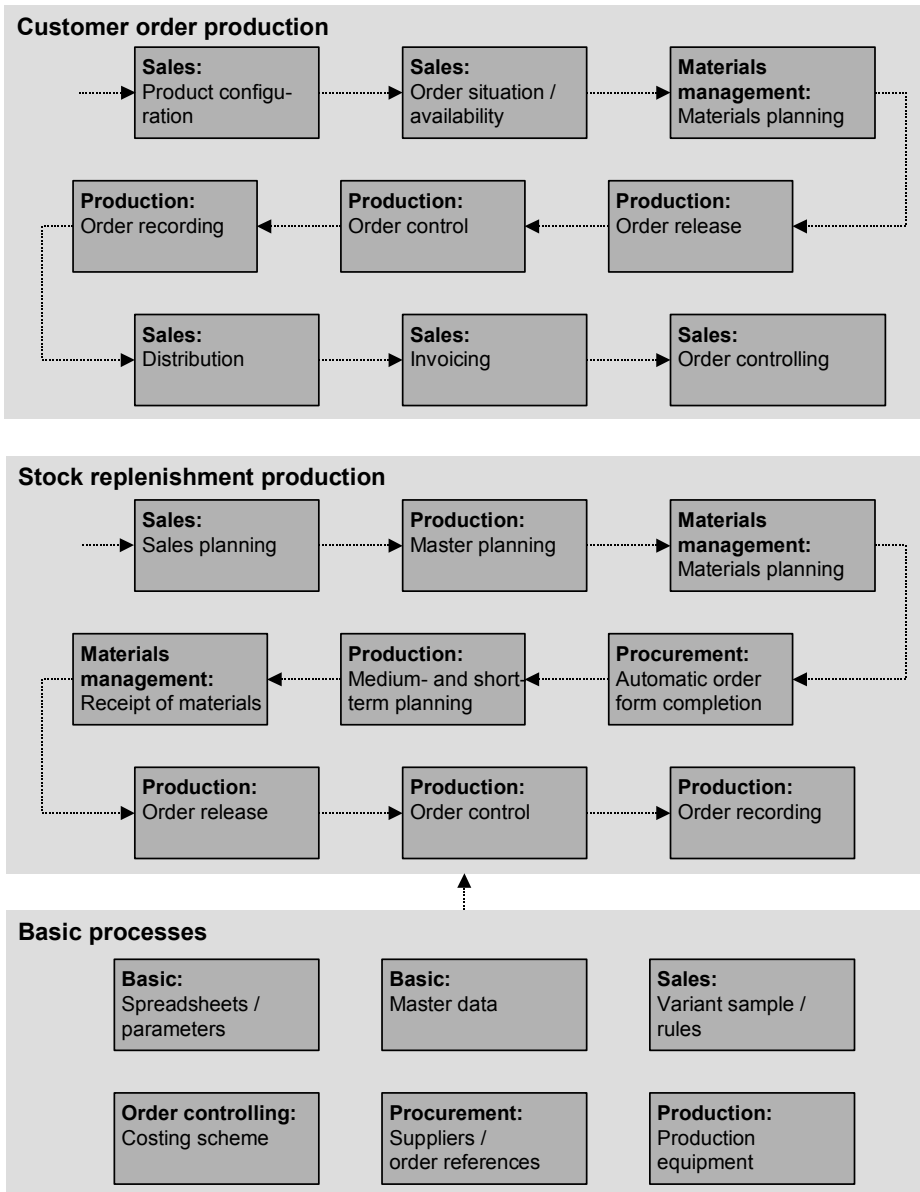 Customer order production
Sales:
Product configu-
ration
Sales:
Order situation /
availability
Materials
management:
Materials planning
Production:
Order recording
Production:
Order control
Production:
Order release
Sales:
Distribution
Sales:
Invoicing
Sales:
Order controlling
Stock replenishment production
Sales:
Sales planning
Production:
Master planning
Materials
management:
Materials planning
Materials
management:
Receipt of materials
Production:
Medium- and short-
term planning
Procurement:
Automatic order
form completion
Production:
Order release
Production:
Order control
Production:
Order recording
Basic processes
Basic:
Spreadsheets /
parameters
Basic:
Master data
Sales:
Variant sample /
rules
Order controlling:
Costing scheme
Procurement:
Suppliers /
order references
Production:
Production
equipment